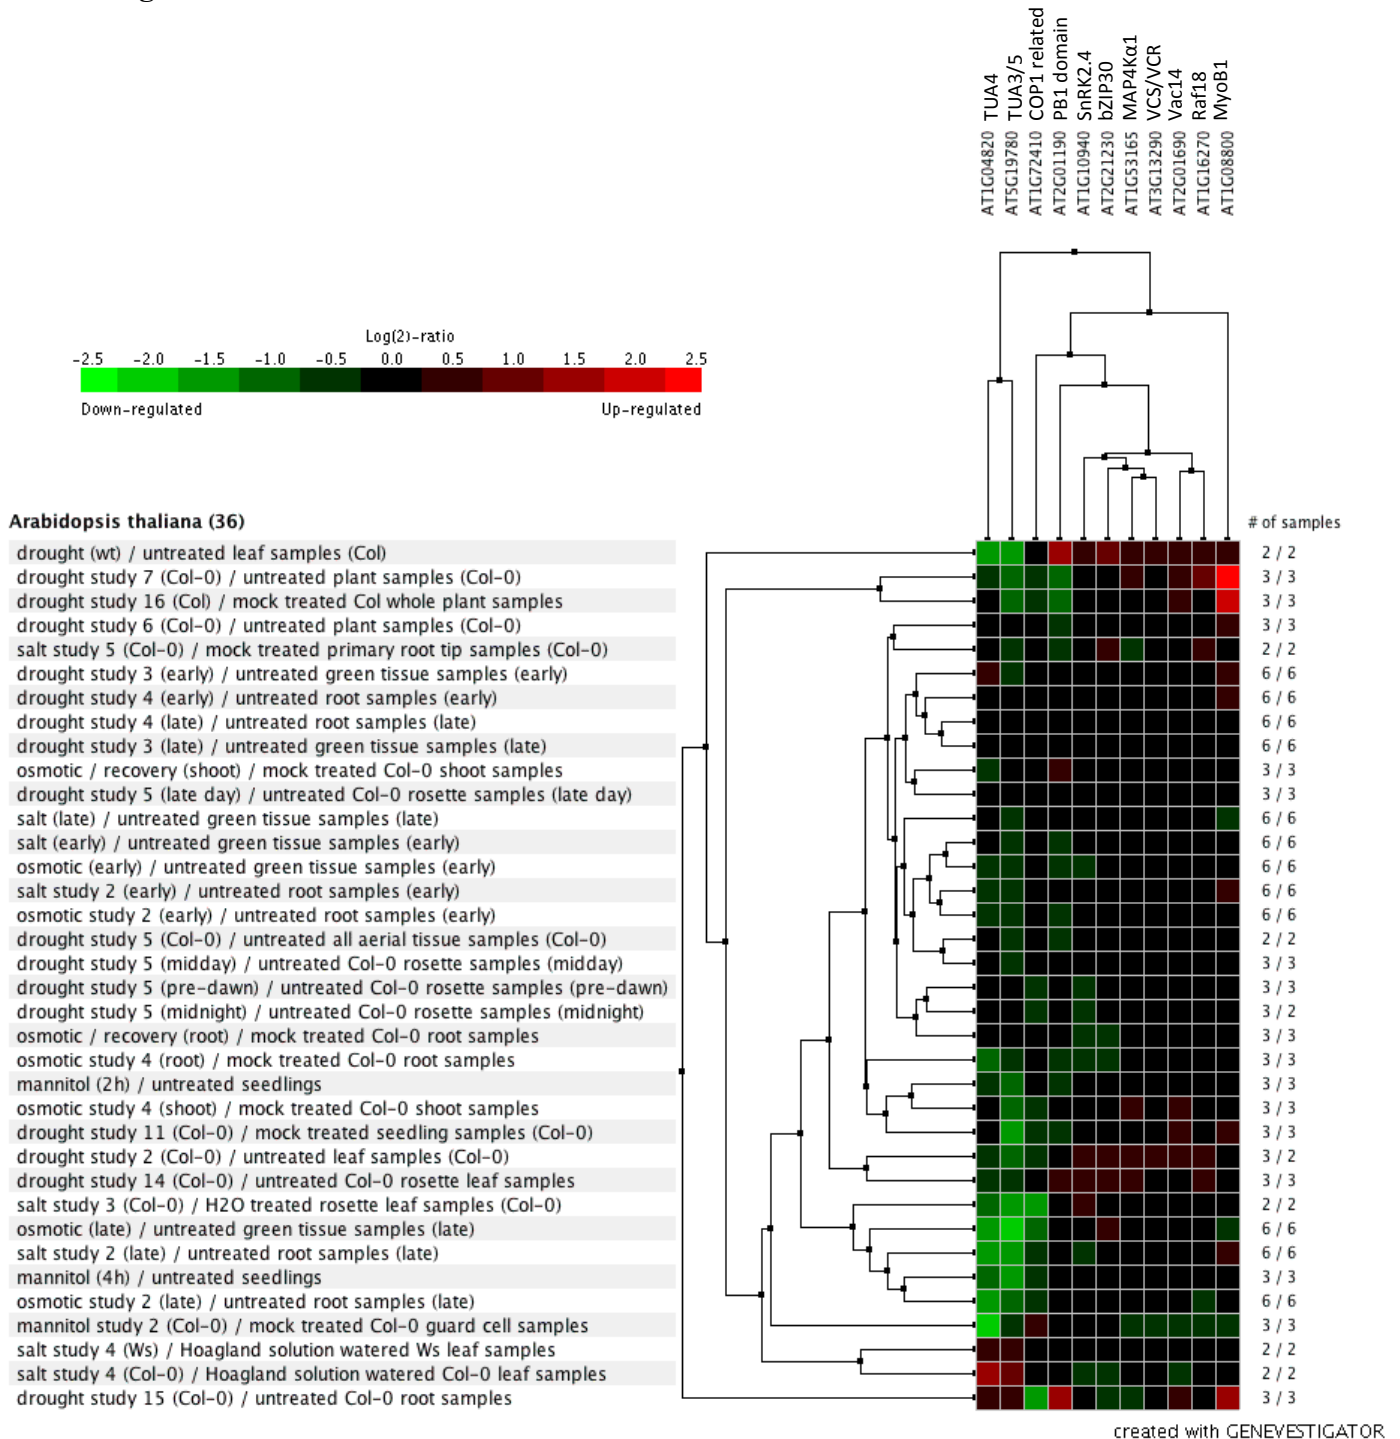 TUA4
TUA3/5
COP1 related
PB1 domain
SnRK2.4
bZIP30
MAP4Kα1
VCS/VCR
Vac14
Raf18
MyoB1
AT1G04820
AT5G19780
AT1G72410
AT2G01190
AT1G10940
AT2G21230
AT1G53165
AT3G13290
AT2G01690
AT1G16270
AT1G08800
Log(2)-ratio
-2.5 -2.0 -1.5 -1.0 -0.5 0.0 0.5 1.0 1.5 2.0 2.5
Down-regulated Up-regulated
Arabidopsis thaliana (36) # of samples
drought (wt) / untreated leaf samples (Col) 2 / 2
drought study 7 (Col-0) / untreated plant samples (Col-0) 3 / 3
drought study 16 (Col) / mock treated Col whole plant samples 3 / 3
drought study 6 (Col-0) / untreated plant samples (Col-0) 3 / 3
salt study 5 (Col-0) / mock treated primary root tip samples (Col-0) 2 / 2
drought study 3 (early) / untreated green tissue samples (early) 6 / 6
drought study 4 (early) / untreated root samples (early) 6 / 6
drought study 4 (late) / untreated root samples (late) 6 / 6
drought study 3 (late) / untreated green tissue samples (late) 6 / 6
osmotic / recovery (shoot) / mock treated Col-0 shoot samples 3 / 3
drought study 5 (late day) / untreated Col-0 rosette samples (late day) 3 / 3
salt (late) / untreated green tissue samples (late) 6 / 6
salt (early) / untreated green tissue samples (early) 6 / 6
osmotic (early) / untreated green tissue samples (early) 6 / 6
salt study 2 (early) / untreated root samples (early) 6 / 6
osmotic study 2 (early) / untreated root samples (early) 6 / 6
drought study 5 (Col-0) / untreated all aerial tissue samples (Col-0) 2 / 2
drought study 5 (midday) / untreated Col-0 rosette samples (midday) 3 / 3
drought study 5 (pre-dawn) / untreated Col-0 rosette samples (pre-dawn) 3 / 3
drought study 5 (midnight) / untreated Col-0 rosette samples (midnight) 3 / 2
osmotic / recovery (root) / mock treated Col-0 root samples 3 / 3
osmotic study 4 (root) / mock treated Col-0 root samples 3 / 3
mannitol (2h) / untreated seedlings 3 / 3
osmotic study 4 (shoot) / mock treated Col-0 shoot samples 3 / 3
drought study 11 (Col-0) / mock treated seedling samples (Col-0) 3 / 3
drought study 2 (Col-0) / untreated leaf samples (Col-0) 3 / 2
drought study 14 (Col-0) / untreated Col-0 rosette leaf samples 3 / 3
salt study 3 (Col-0) / H2O treated rosette leaf samples (Col-0) 2 / 2
osmotic (late) / untreated green tissue samples (late) 6 / 6
salt study 2 (late) / untreated root samples (late) 6 / 6
mannitol (4h) / untreated seedlings 3 / 3
osmotic study 2 (late) / untreated root samples (late) 6 / 6
mannitol study 2 (Col-0) / mock treated Col-0 guard cell samples 3 / 3
salt study 4 (Ws) / Hoagland solution watered Ws leaf samples 2 / 2
salt study 4 (Col-0) / Hoagland solution watered Col-0 leaf samples 2 / 2
drought study 15 (Col-0) / untreated Col-0 root samples 3 / 3
created with GENEVESTIGATOR